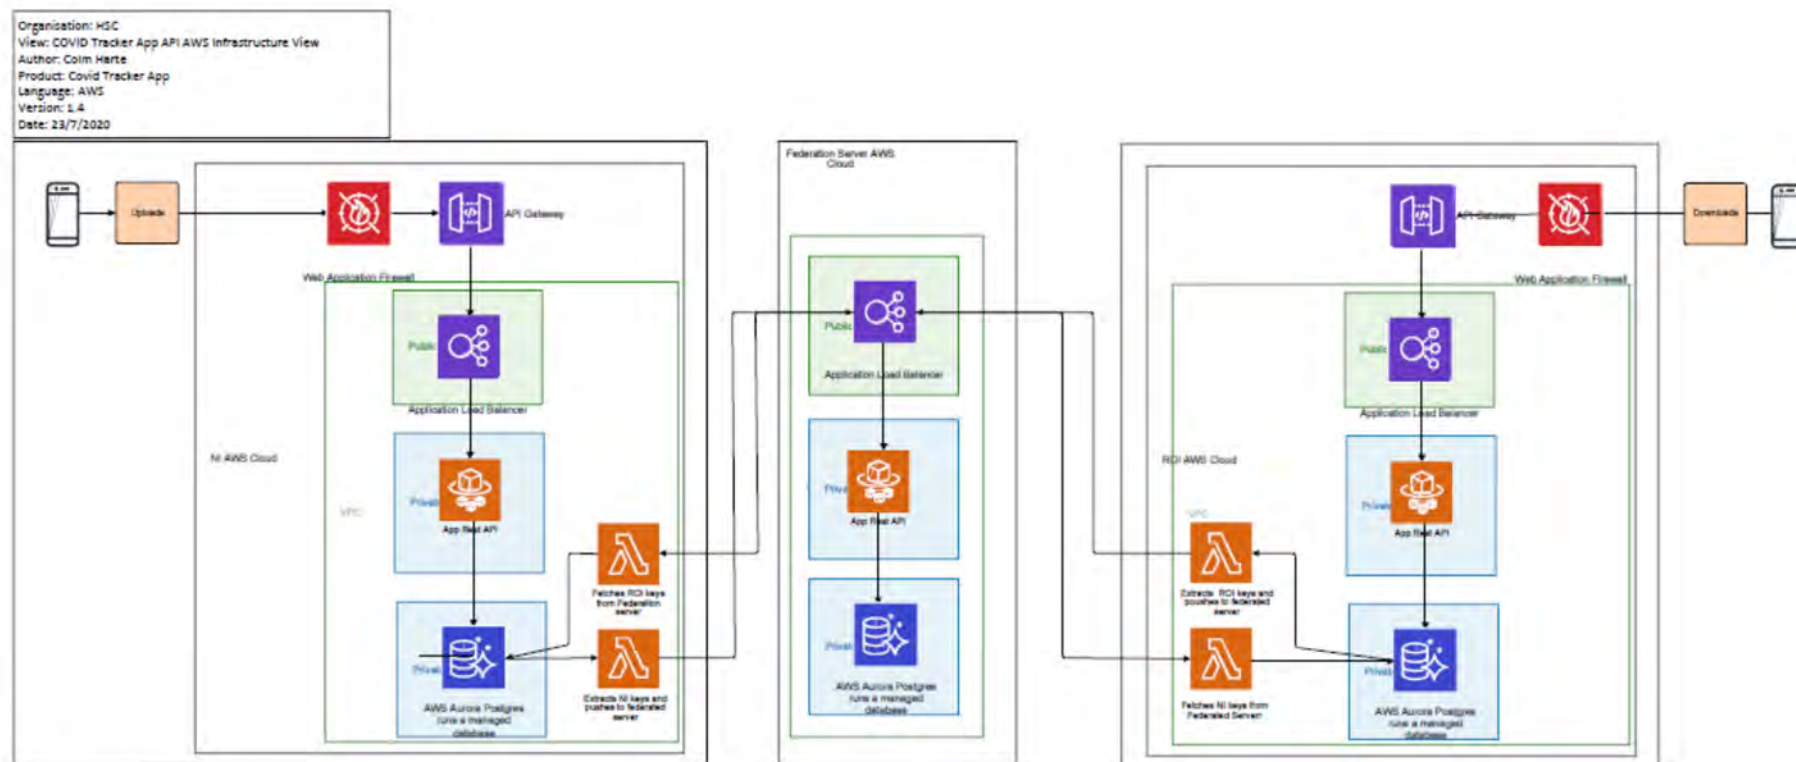 Organisation: HSC
View: COVID Tracker App API AWS Infrastructure View
Author: Colm Harte
Product: Covid Tracker App
Language: AWS
Version: 1.4
Date: 23/7/2020
Uploads
API Gateway
Web Application Firewall
Public
Application Load Balancer
NI AWS Cloud
VPC
Private
App Rest API
Fetches ROI keys
from Federation
server
Private
AWS Aurora Postgres
runs a managed
database
Extracts NI keys and
pushes to federated
server
Federation Server AWS
Cloud
Public
Application Load Balancer
Private
App Rest API
Private
AWS Aurora Postgres
runs a managed
database
API Gateway
Downloads
Web Application Firewall
Public
Application Load Balancer
ROI AWS Cloud
VPC
Private
App Rest API
Extracts ROI keys and
poushes to federated
server
Private
Fetches NI keys from
Federated Server
AWS Aurora Postgres
runs a managed
database